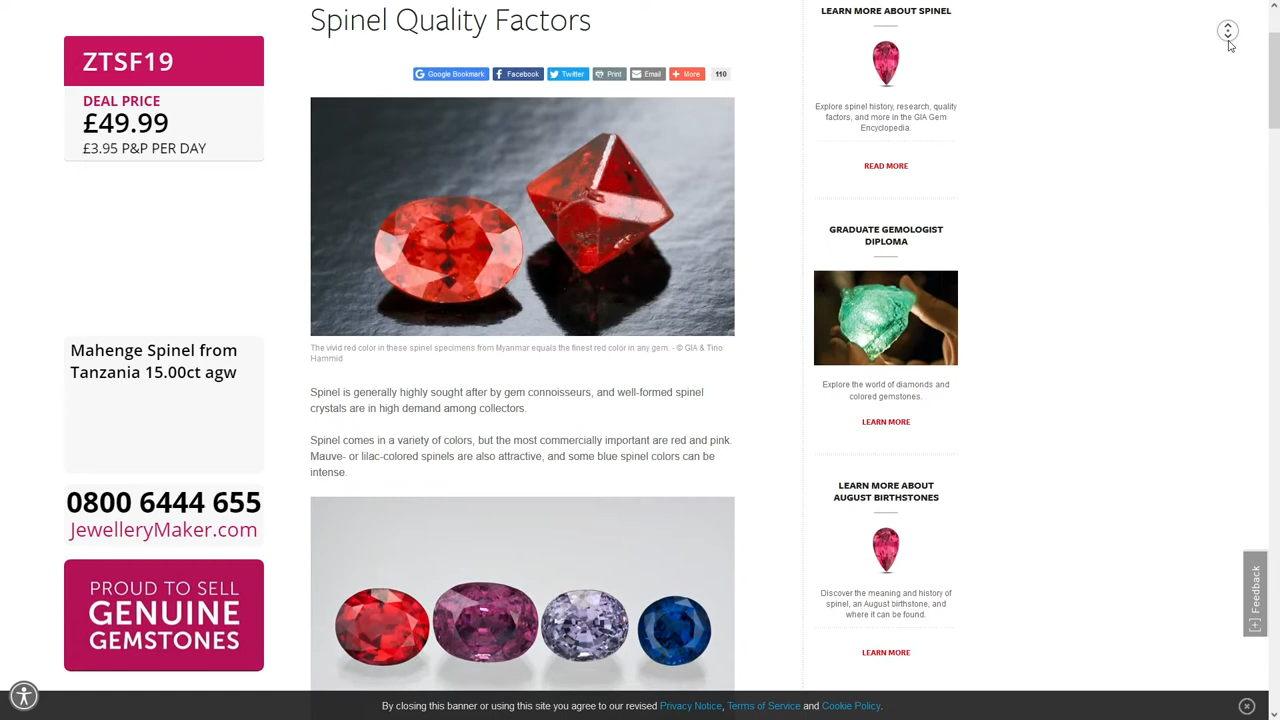 Spinel Quality Factors
Google Bookmark Facebook Twitter Print Email More 110
ZTSF19
DEAL PRICE
£49.99
£3.95 P&P PER DAY
Mahenge Spinel from
Tanzania 15.00ct agw
0800 6444 655
JewelleryMaker.com
PROUD TO SELL
GENUINE
GEMSTONES
The vivid red color in these spinel specimens from Myanmar equals the finest red color in any gem. - © GIA & Tino
Hammid
Spinel is generally highly sought after by gem connoisseurs, and well-formed spinel
crystals are in high demand among collectors.
Spinel comes in a variety of colors, but the most commercially important are red and pink.
Mauve- or lilac-colored spinels are also attractive, and some blue spinel colors can be
intense.
LEARN MORE ABOUT SPINEL
Explore spinel history, research, quality
factors, and more in the GIA Gem
Encyclopedia.
READ MORE
GRADUATE GEMOLOGIST
DIPLOMA
Explore the world of diamonds and
colored gemstones.
LEARN MORE
LEARN MORE ABOUT
AUGUST BIRTHSTONES
Discover the meaning and history of
spinel, an August birthstone, and
where it can be found.
LEARN MORE
[+] Feedback
By closing this banner or using this site you agree to our revised Privacy Notice, Terms of Service and Cookie Policy.